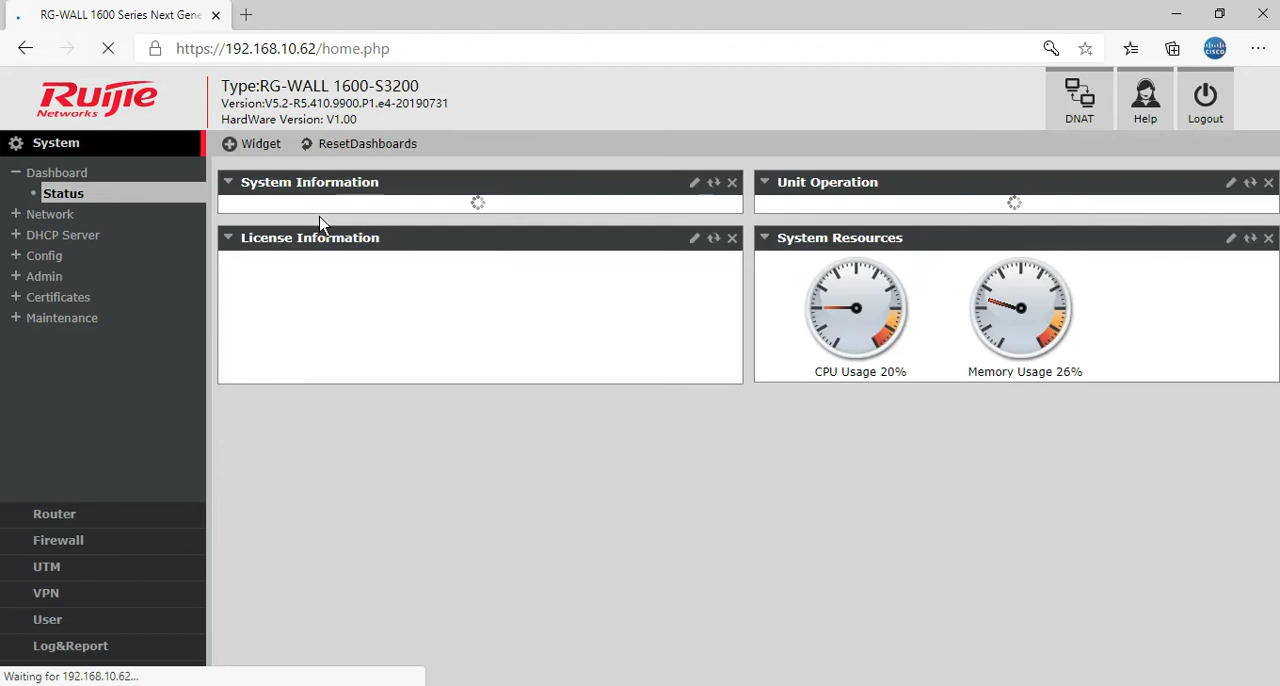 RG-WALL 1600 Series Next Gene
https://192.168.10.62/home.php
CISCO
Ruijie
Networks
Type:RG-WALL 1600-S3200
Version:V5.2-R5.410.9900.P1.e4-20190731
HardWare Version: V1.00
DNAT
Help
Logout
System
Widget
ResetDashboards
Dashboard
Status
Network
DHCP Server
Config
Admin
Certificates
Maintenance
System Information
Unit Operation
License Information
System Resources
CPU Usage 20%
Memory Usage 26%
Router
Firewall
UTM
VPN
User
Log&Report
Waiting for 192.168.10.62...